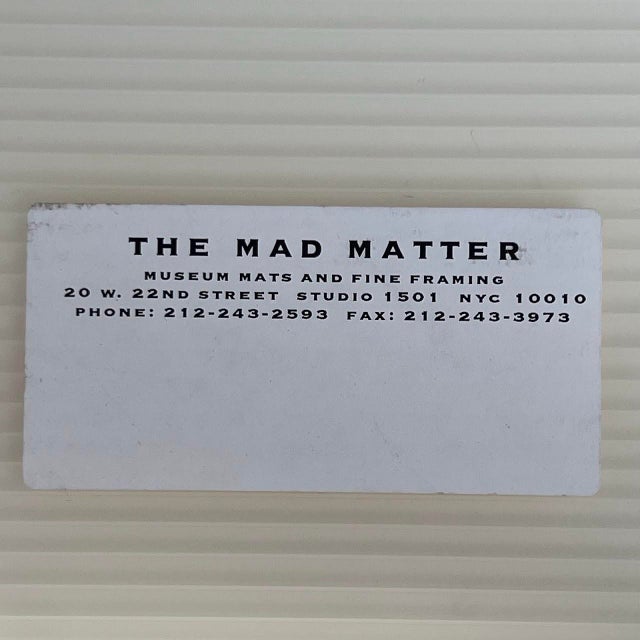 THE MAD MATTER
MUSEUM MATS AND FINE FRAMING
20 W. 22ND STREET STUDIO 1501 NYC 10010
PHONE: 212-243-2593 FAX: 212-243-3973